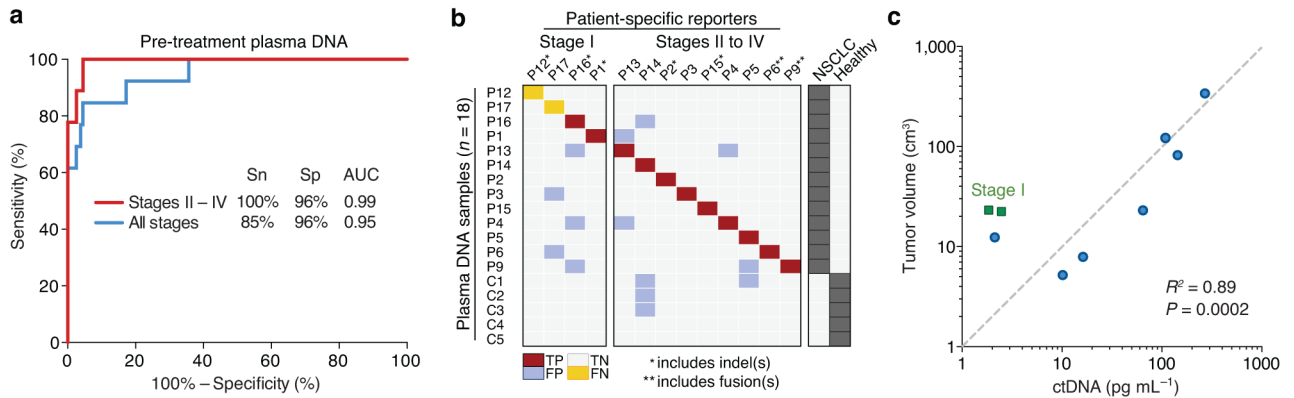 a
Pre-treatment plasma DNA
Sensitivity (%)
100
80
60
40
20
0
Sn Sp AUC
Stages II – IV 100% 96% 0.99
All stages 85% 96% 0.95
0 20 40 60 80 100
100% – Specificity (%)
b
Patient-specific reporters
Stage I Stages II to IV
P12* P17 P16* P1* P13 P14 P2* P3 P15* P4 P5 P6** P9** NSCLC Healthy
Plasma DNA samples (n = 18)
P12
P17
P16
P1
P13
P14
P2
P3
P15
P4
P5
P6
P9
C1
C2
C3
C4
C5
TP TN
FP FN
* includes indel(s)
** includes fusion(s)
c
Tumor volume (cm³)
1,000
100
10
1
Stage I
R² = 0.89
P = 0.0002
1 10 100 1000
ctDNA (pg mL⁻¹)